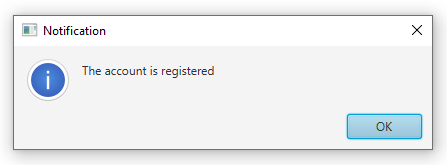 Notification
The account is registered
OK